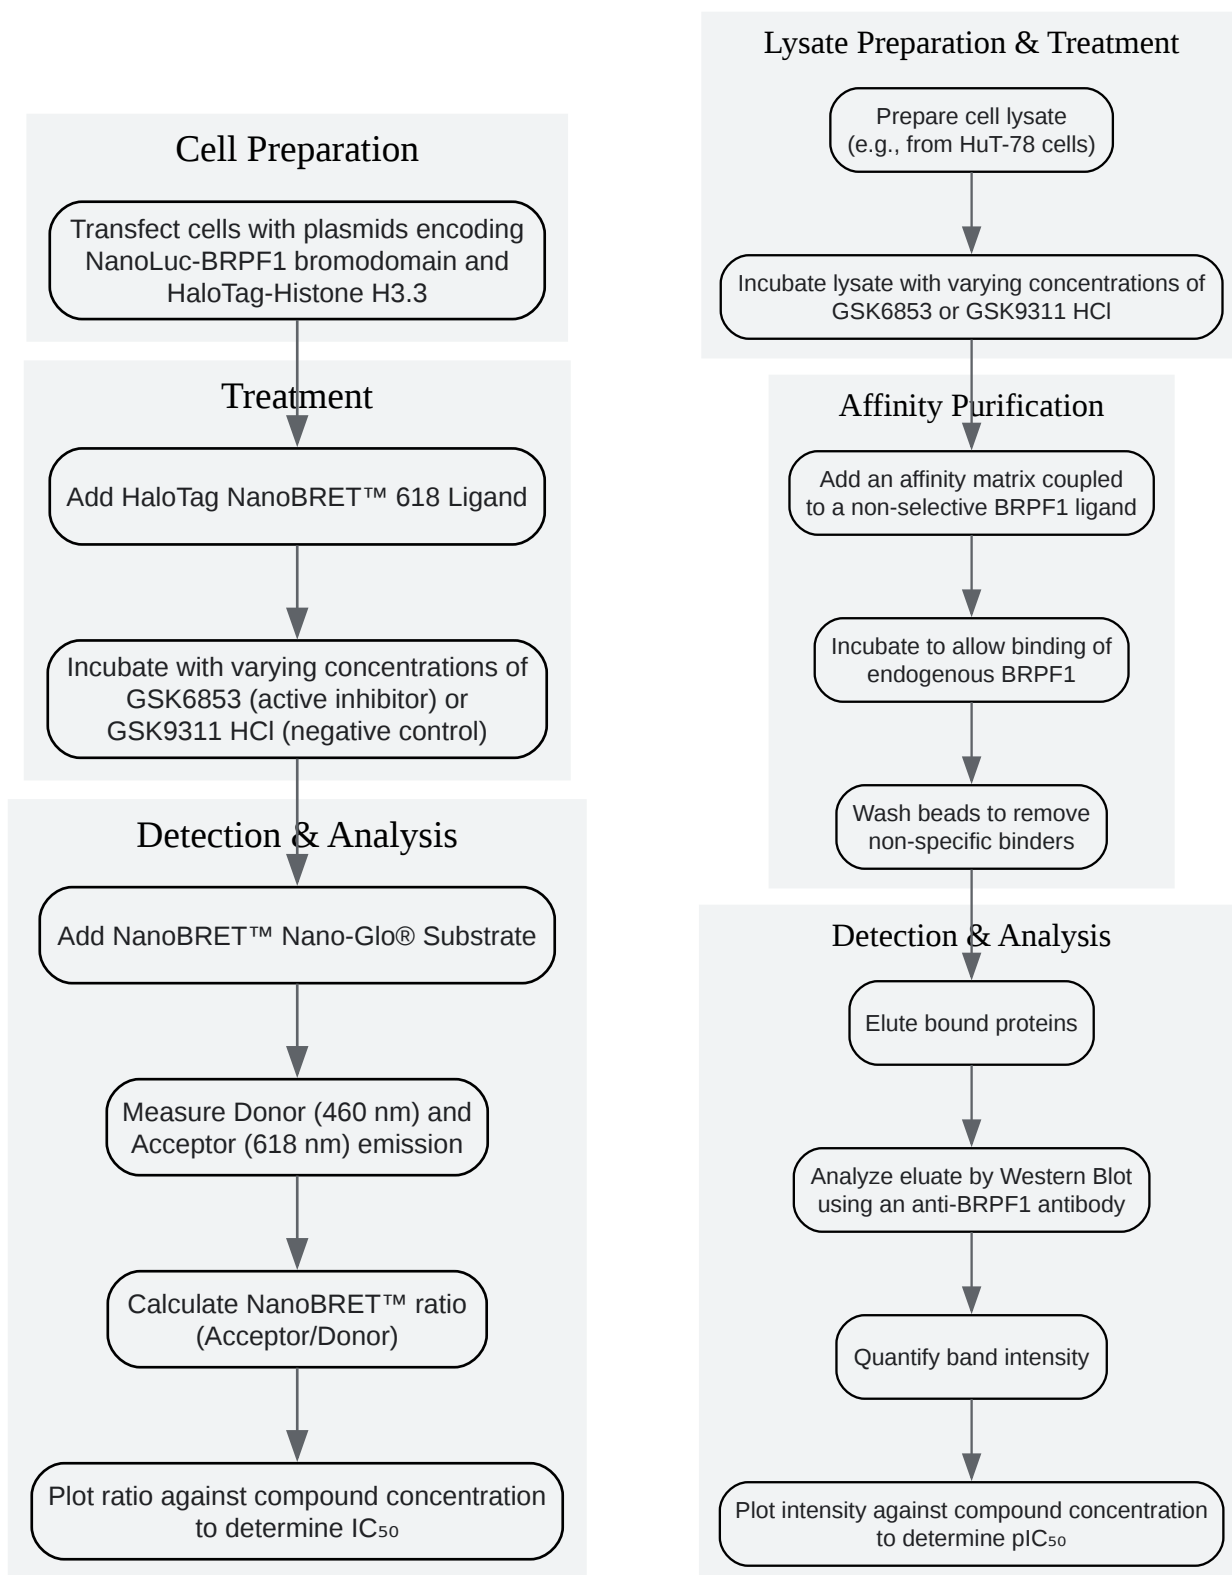 Cell Preparation
Transfect cells with plasmids encoding
NanoLuc-BRPF1 bromodomain and
HaloTag-Histone H3.3
Treatment
Add HaloTag NanoBRET™ 618 Ligand
Incubate with varying concentrations of
GSK6853 (active inhibitor) or
GSK9311 HCl (negative control)
Detection & Analysis
Add NanoBRET™ Nano-Glo® Substrate
Measure Donor (460 nm) and
Acceptor (618 nm) emission
Calculate NanoBRET™ ratio
(Acceptor/Donor)
Plot ratio against compound concentration
to determine IC₅₀
Lysate Preparation & Treatment
Prepare cell lysate
(e.g., from HuT-78 cells)
Incubate lysate with varying concentrations of
GSK6853 or GSK9311 HCl
Affinity Purification
Add an affinity matrix coupled
to a non-selective BRPF1 ligand
Incubate to allow binding of
endogenous BRPF1
Wash beads to remove
non-specific binders
Detection & Analysis
Elute bound proteins
Analyze eluate by Western Blot
using an anti-BRPF1 antibody
Quantify band intensity
Plot intensity against compound concentration
to determine pIC₅₀